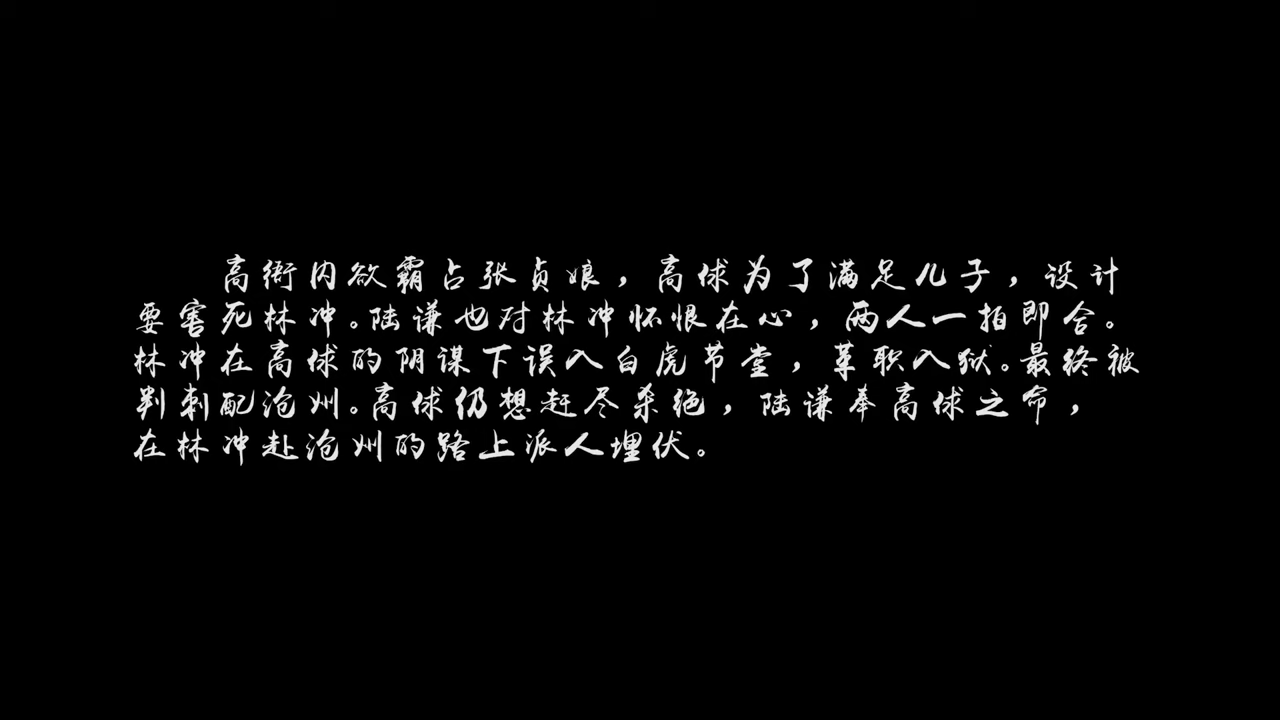 高衙内欲霸占张贞娘，高球为了满足儿子，设计
要害死林冲。陆谦也对林冲怀恨在心，两人一拍即合。
林冲在高球的阴谋下误入白虎节堂，革职入狱。最终被
判刺配沧州。高球仍想赶尽杀绝，陆谦奉高球之命，
在林冲赴沧州的路上派人埋伏。